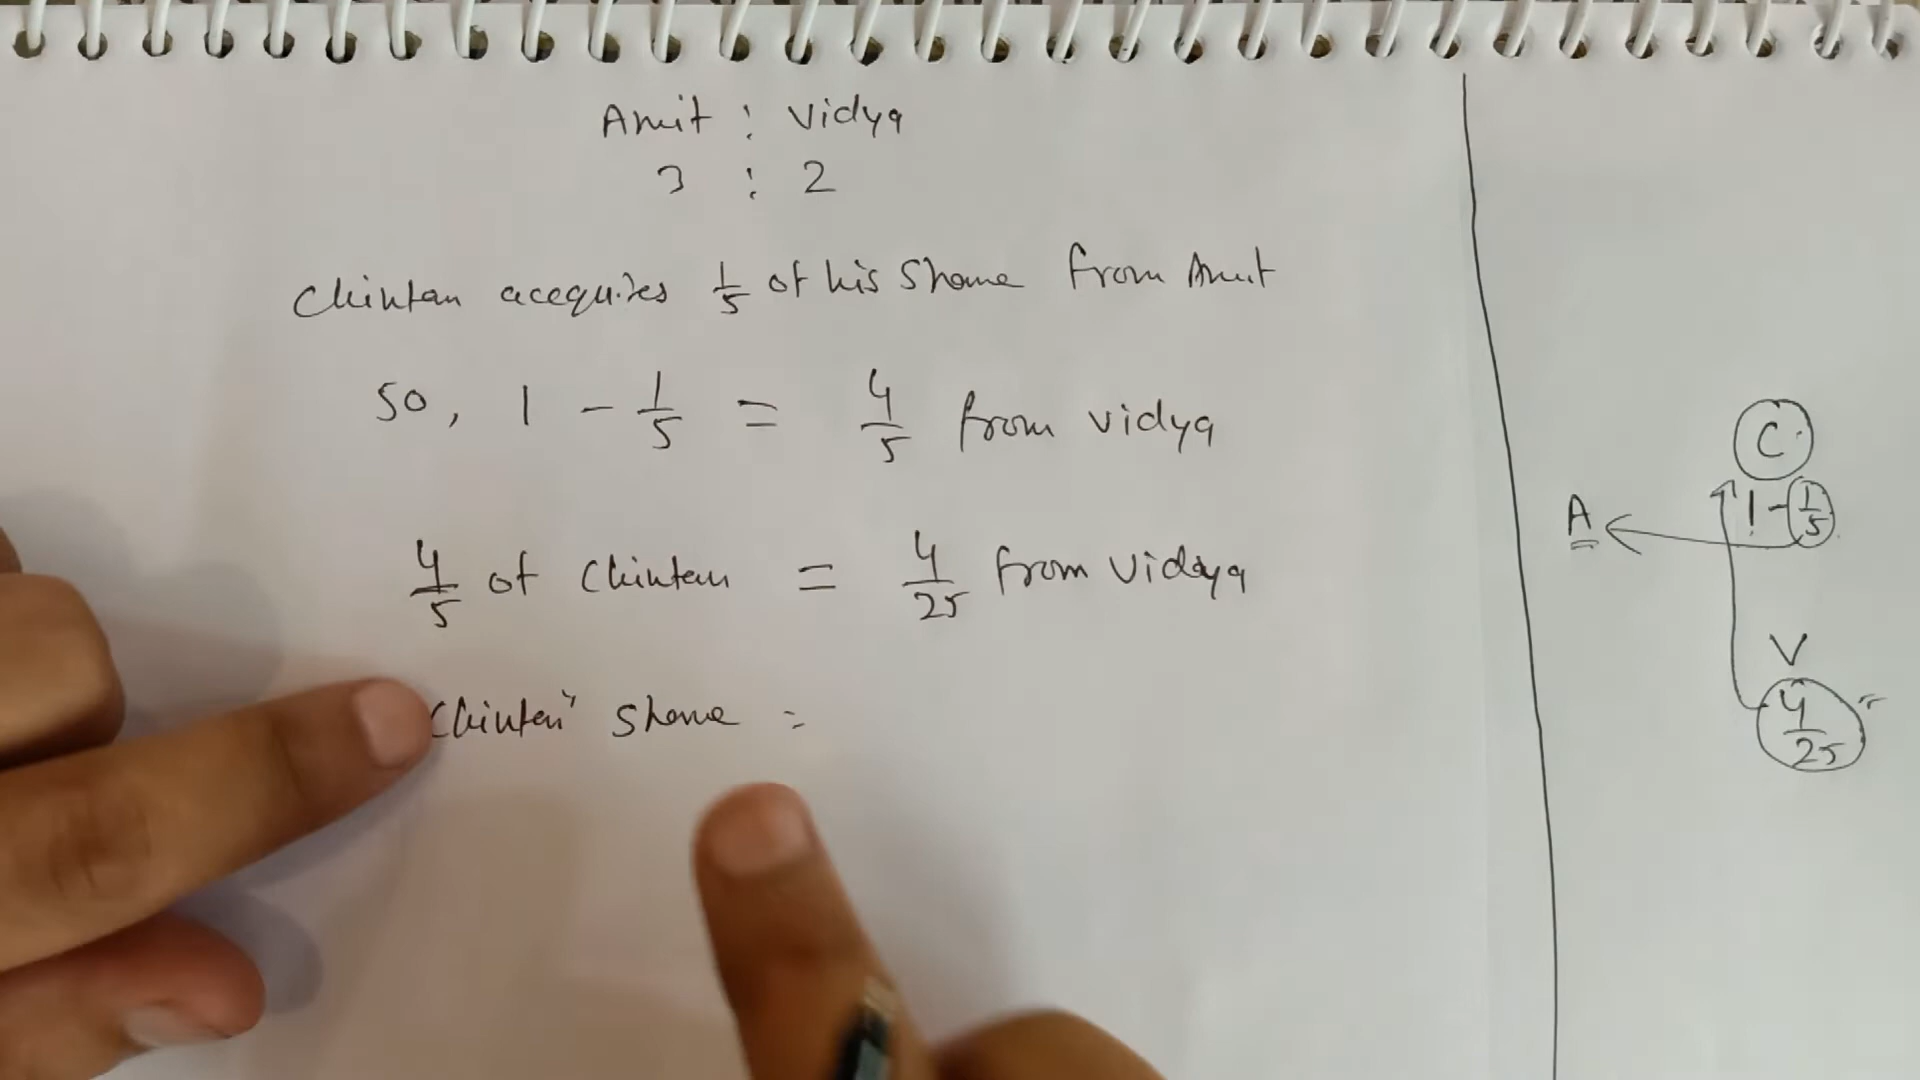 Amit : Vidya
3 : 2
Chintan acequires 1/5 of his Share from Amit
So, 1 - 1/5 = 4/5 from Vidya
4/5 of Chintan = 4/25 from Vidya
Chintan" Share =
C
1 - 1/5
A
V
4/25